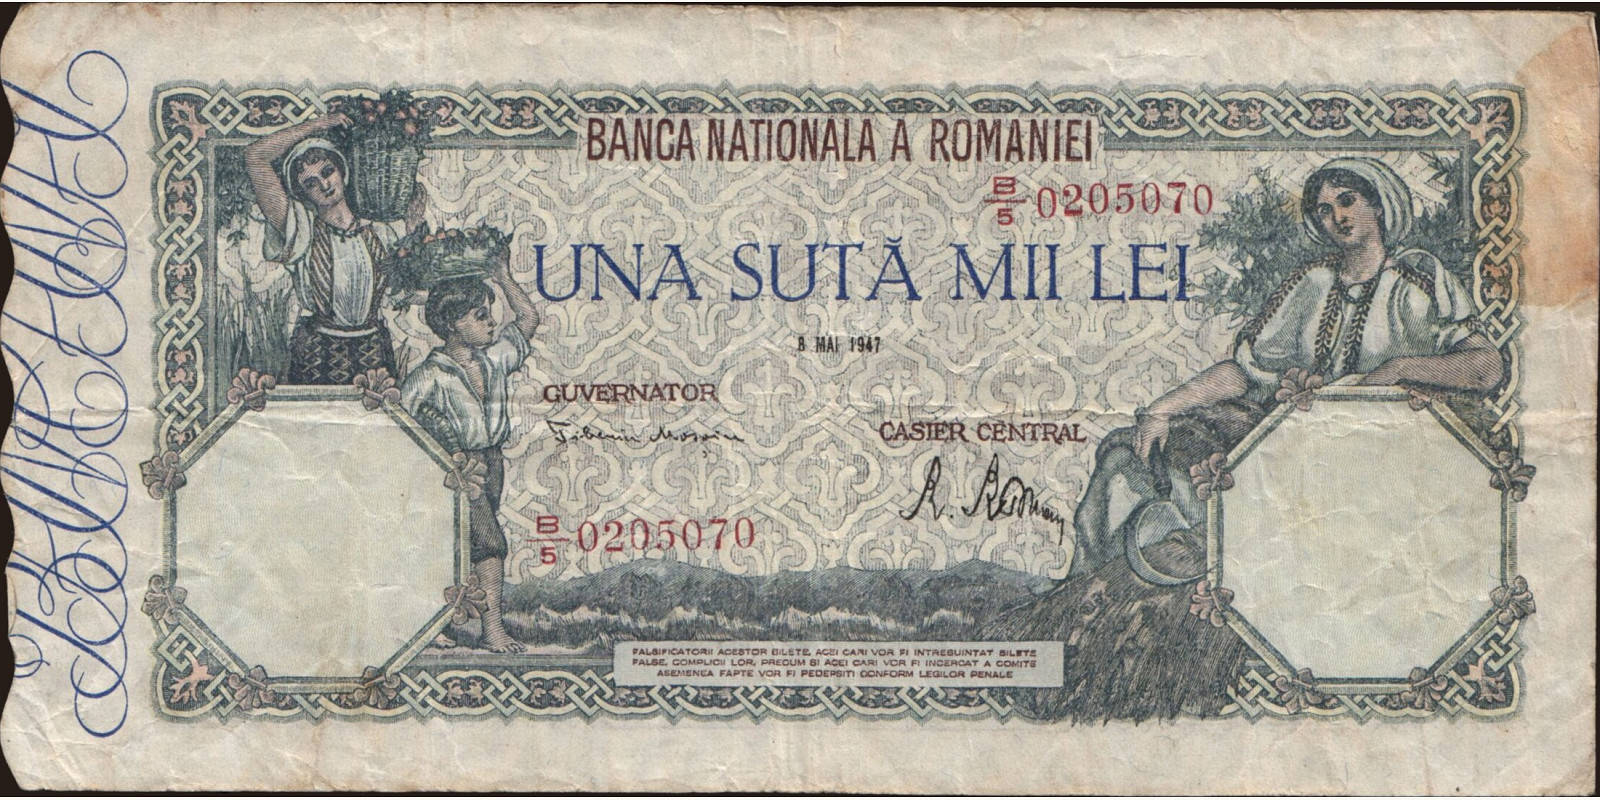 BANCA NATIONALA A ROMANIEI
B/5 0205070
UNA SUTĂ MII LEI
8 MAI 1947
GUVERNATOR
CASIER CENTRAL
B/5 0205070
FALSIFICATORII ACESTOR BILETE, ACEI CARI VOR FI INTREBUINTAT BILETE
FALSE, COMPLICII LOR, PRECUM SI ACEI CARI VOR FI INCERCAT A COMITE
ASEMENEA FAPTE VOR FI PEDEPSITI CONFORM LEGILOR PENALE